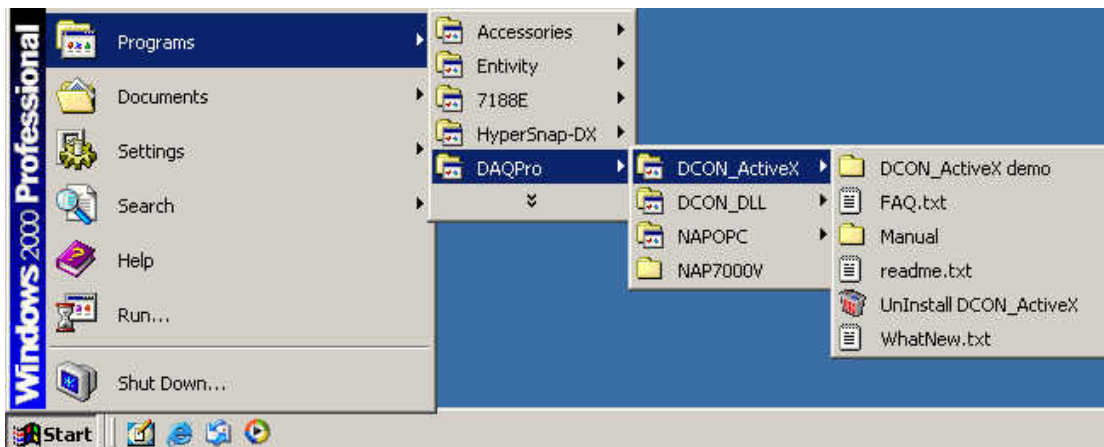 Windows 2000 Professional
Programs
Documents
Settings
Search
Help
Run...
Shut Down...
Accessories
Entivity
7188E
HyperSnap-DX
DAQPro
DCON_ActiveX
DCON_DLL
NAPOPC
NAP7000V
DCON_ActiveX demo
FAQ.txt
Manual
readme.txt
UnInstall DCON_ActiveX
WhatNew.txt
Start